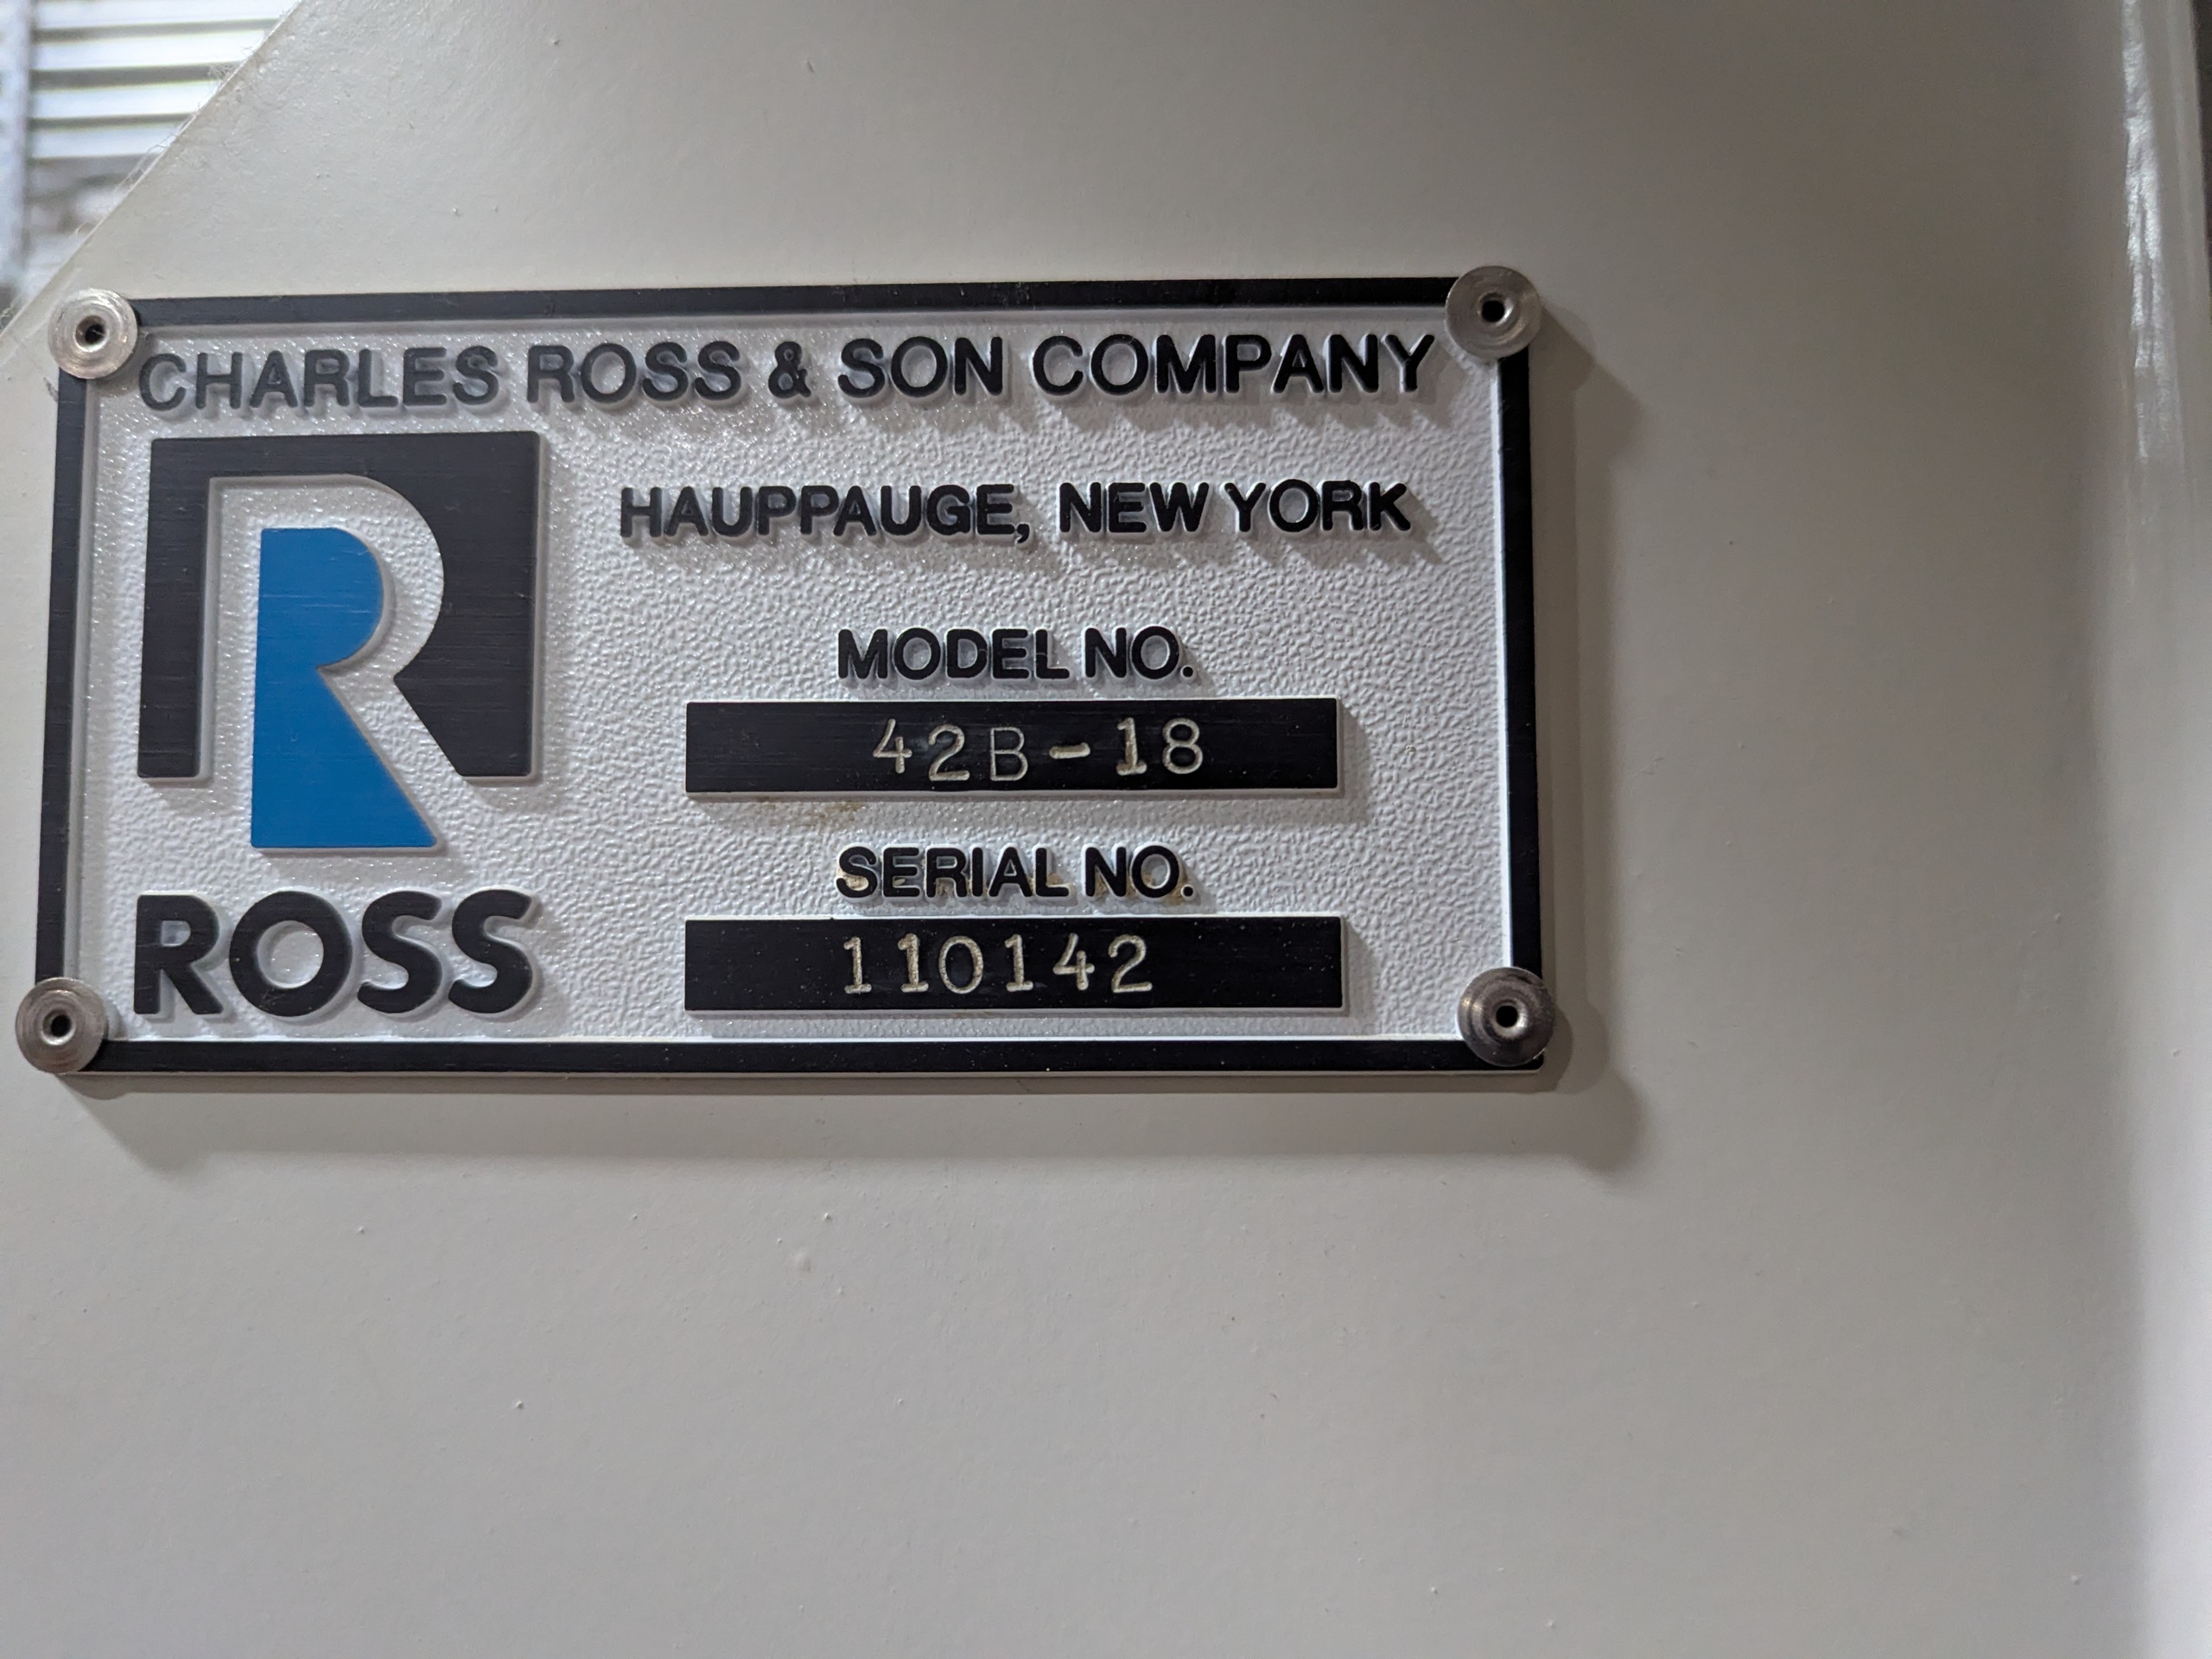 CHARLES ROSS & SON COMPANY
HAUPPAUGE, NEW YORK
MODEL NO.
42B-18
SERIAL NO.
110142
R
ROSS